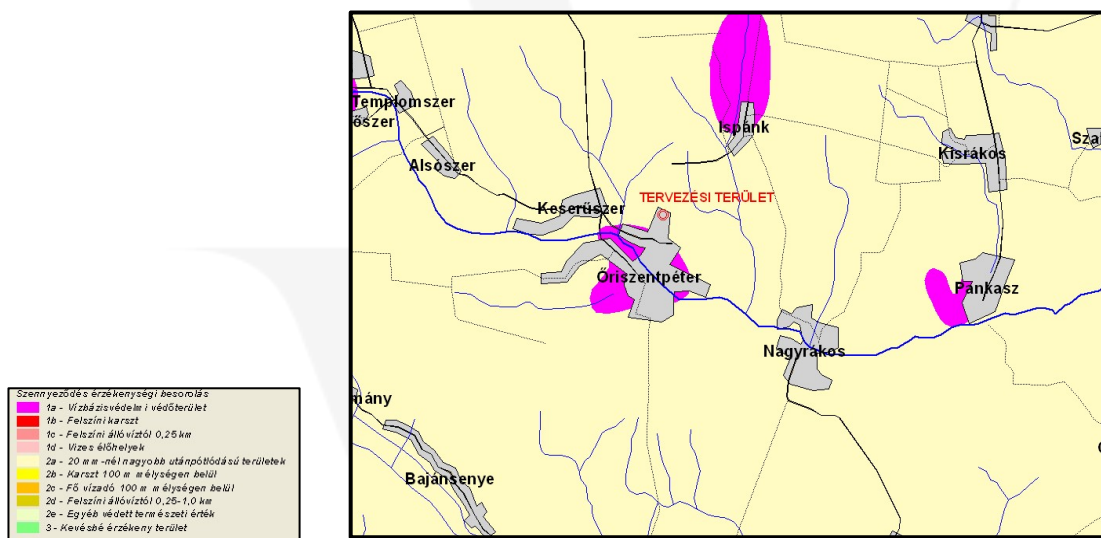 Templomszer
őszer
Alsószer
Ispánk
Kisrákos
Szal
Keserűszer
TERVEZÉSI TERÜLET
Őriszentpéter
Pankasz
Nagyrákos
mány
Bajánsenye
Szennyeződés érzékenységi besorolás
1a - Vízbázisvédelmi védőterület
1b - Felszíni karszt
1c - Felszíni állóvíztól 0,25 km
1d - Vizes élőhelyek
2a - 20 mm-nél nagyobb utánpótlódású területek
2b - Karszt 100 m mélységen belül
2c - Fő vízadó 100 m mélységen belül
2d - Felszíni állóvíztól 0,25-1,0 km
2e - Egyéb védett természeti érték
3 - Kevésbé érzékeny terület